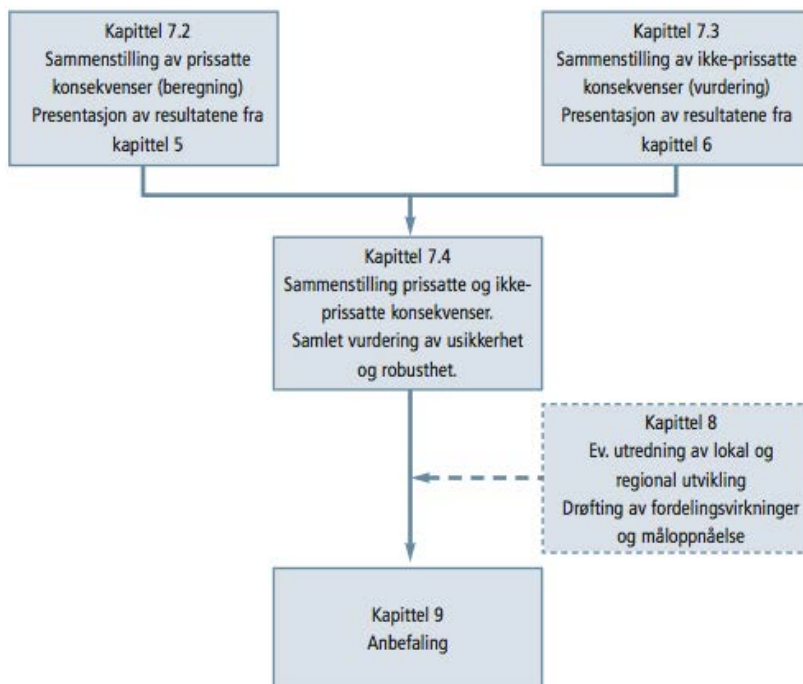 Kapittel 7.2
Sammenstilling av prissatte
konsekvenser (beregning)
Presentasjon av resultatene fra
kapittel 5
Kapittel 7.3
Sammenstilling av ikke-prissatte
konsekvenser (vurdering)
Presentasjon av resultatene fra
kapittel 6
Kapittel 7.4
Sammenstilling prissatte og ikke-
prissatte konsekvenser.
Samlet vurdering av usikkerhet
og robusthet.
Kapittel 8
Ev. utredning av lokal og
regional utvikling
Drøfting av fordelingsvirkninger
og måloppnåelse
Kapittel 9
Anbefaling